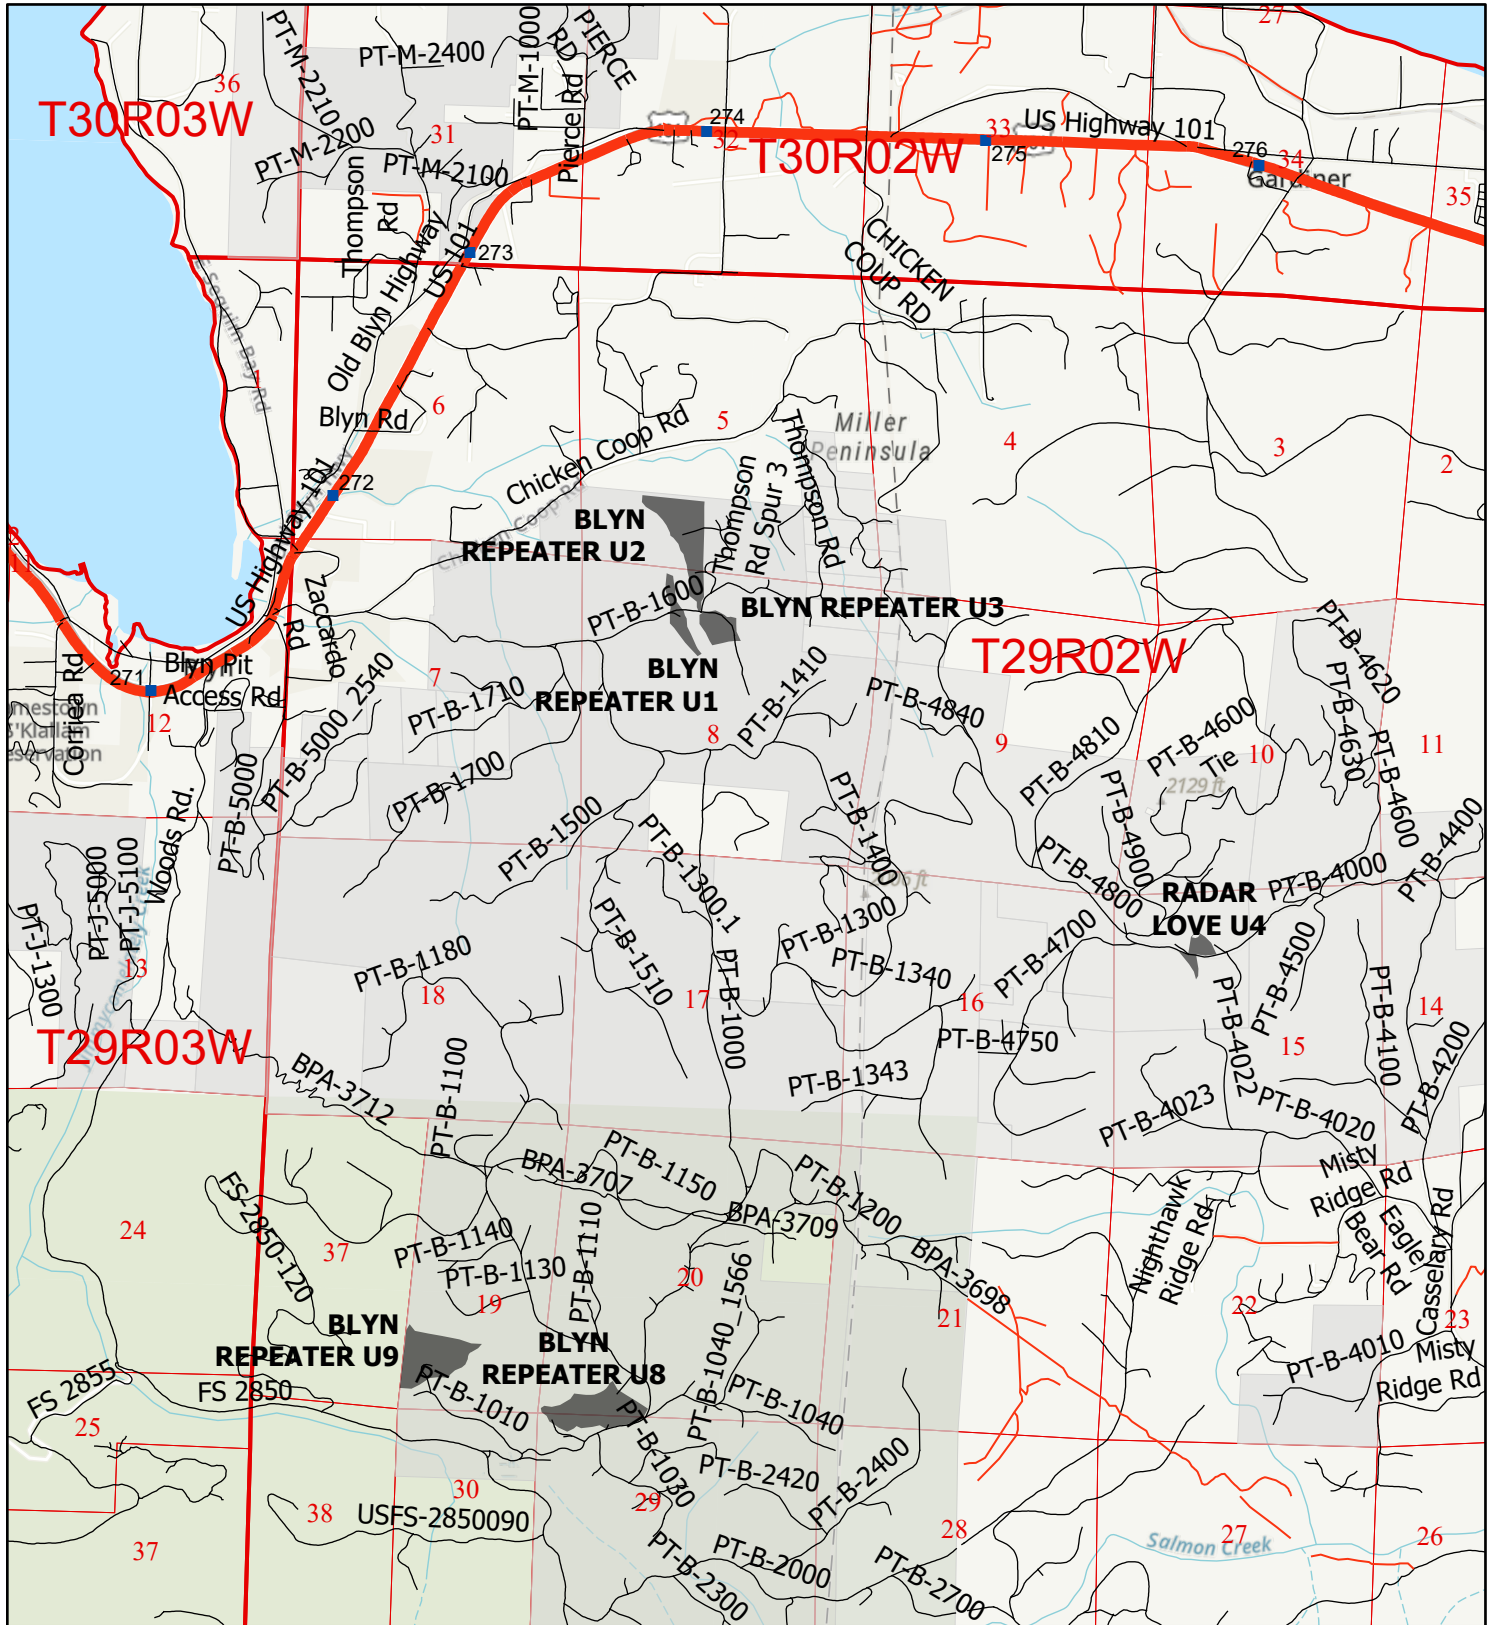 27
PT-M-2210
PT-M-2400
PT-M-1000
PIERCE
RD
Pierce Rd
36
T30R03W
31
PT-M-2200
PT-M-2100
Thompson
Rd
274
32
T30R02W
33
US Highway 101
275
276
34
Gardiner
35
Old Blyn Highway
US 101
273
CHICKEN
COUP RD
E Sequim Bay Rd
Blyn Rd
6
5
Miller
Peninsula
4
3
2
Chicken Coop Rd
Chicken Coop Rd
Thompson Rd
Thompson
Rd Spur 3
272
US Highway 101
BLYN
REPEATER U2
11
Zaccardo
Rd
PT-B-1600
BLYN REPEATER U3
T29R02W
PT-B-4620
PT-B-4630
Blyn Pit
Access Rd
271
12
Corriea Rd
7
BLYN
REPEATER U1
PT-B-5000_2540
PT-B-1710
8
PT-B-1410
PT-B-4840
9
PT-B-4810
PT-B-4600
Tie
10
2129 ft
PT-B-4600
11
PT-B-5000
PT-B-1700
PT-B-1500
PT-B-1400
PT-B-1300.1
PT-B-4900
PT-B-4800
PT-B-4000
PT-B-4400
Woods Rd.
PT-J-5000
PT-J-5100
PT-J-1300
13
RADAR
LOVE U4
PT-B-1300
PT-B-1340
PT-B-4700
PT-B-4500
PT-B-1180
18
PT-B-1510
17
PT-B-1000
16
PT-B-4750
PT-B-4022
15
PT-B-4100
14
PT-B-4200
Jimmycomelately Creek
T29R03W
BPA-3712
PT-B-1100
PT-B-1343
PT-B-4023
PT-B-4020
Misty
Ridge Rd
BPA-3707
PT-B-1150
PT-B-1200
BPA-3709
BPA-3698
Nighthawk
Ridge Rd
Eagle
Bear Rd
Casselary Rd
24
FS-2850-120
37
PT-B-1140
PT-B-1130
PT-B-1110
19
20
PT-B-1040_1566
21
22
23
BLYN
REPEATER U9
BLYN
REPEATER U8
PT-B-4010
Misty
Ridge Rd
FS 2855
FS 2850
PT-B-1010
PT-B-1040
25
PT-B-1030
PT-B-2420
PT-B-2400
30
29
38
USFS-2850090
28
27
26
37
Salmon Creek
PT-B-2300
PT-B-2000
PT-B-2700